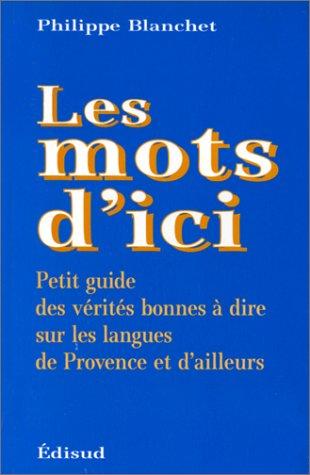 Philippe Blanchet
Les
mots
d'ici
Petit guide
des vérités bonnes à dire
sur les langues
de Provence et d'ailleurs
Édisud